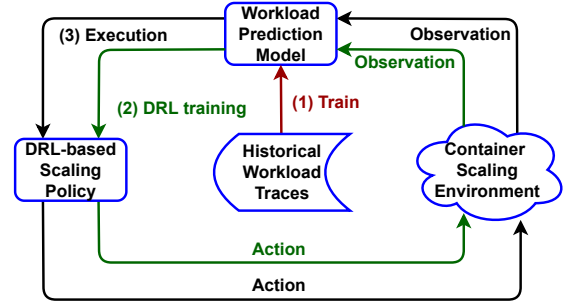 (3) Execution
Workload
Prediction
Model
Observation
Observation
(2) DRL training
(1) Train
DRL-based
Scaling
Policy
Historical
Workload
Traces
Container
Scaling
Environment
Action
Action